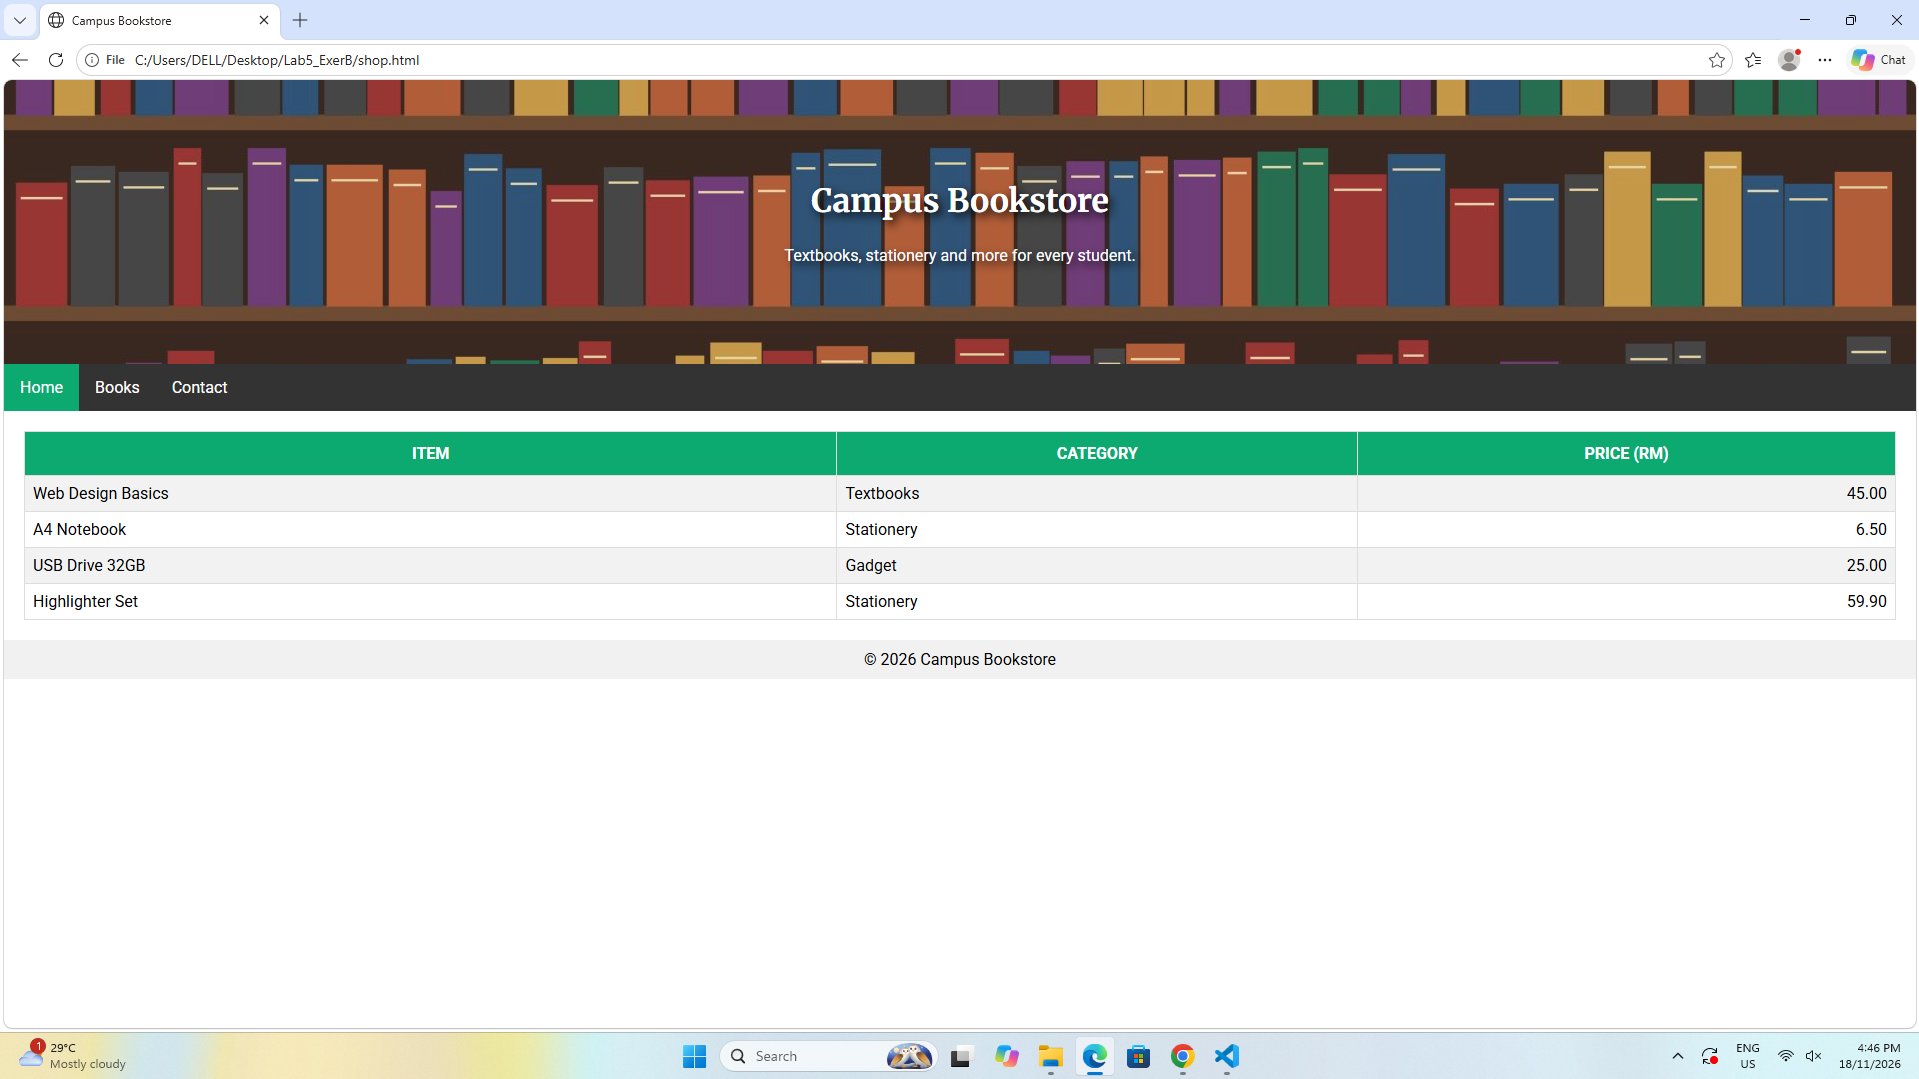 Campus Bookstore
File C:/Users/DELL/Desktop/Lab5_ExerB/shop.html
Chat
Campus Bookstore
Textbooks, stationery and more for every student.
Home Books Contact
ITEM CATEGORY PRICE (RM)
Web Design Basics Textbooks 45.00
A4 Notebook Stationery 6.50
USB Drive 32GB Gadget 25.00
Highlighter Set Stationery 59.90
© 2026 Campus Bookstore
1
29°C
Mostly cloudy
Search
ENG
US
4:46 PM
18/11/2026